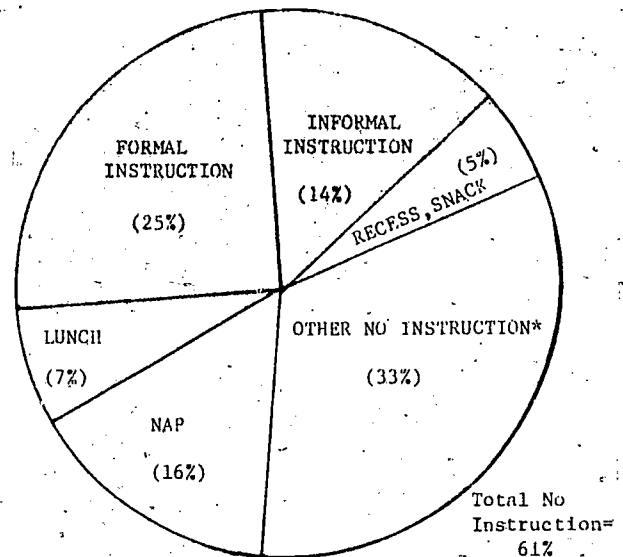 FORMAL
INSTRUCTION
(25%)
INFORMAL
INSTRUCTION
(14%)
(5%)
RECESS, SNACK
OTHER NO INSTRUCTION*
(33%)
LUNCH
(7%)
NAP
(16%)
Total No
Instruction=
61%